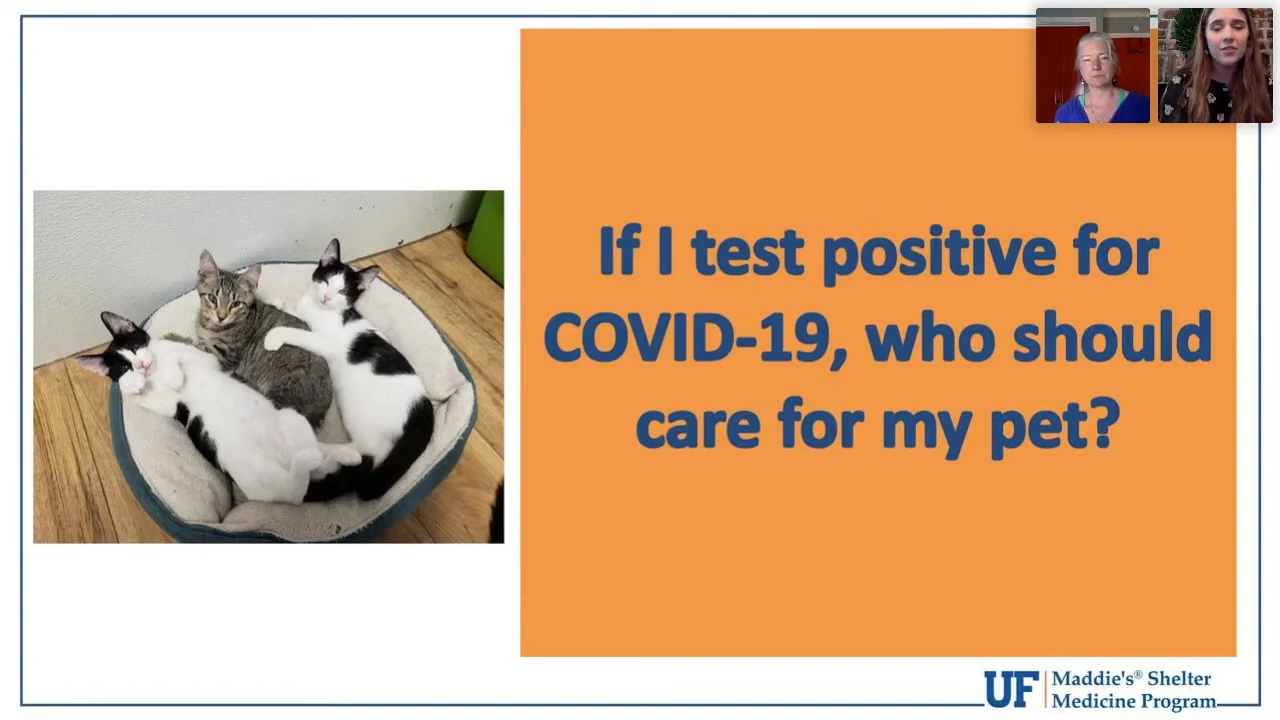 If I test positive for
COVID-19, who should
care for my pet?
UF
Maddie's® Shelter
Medicine Program